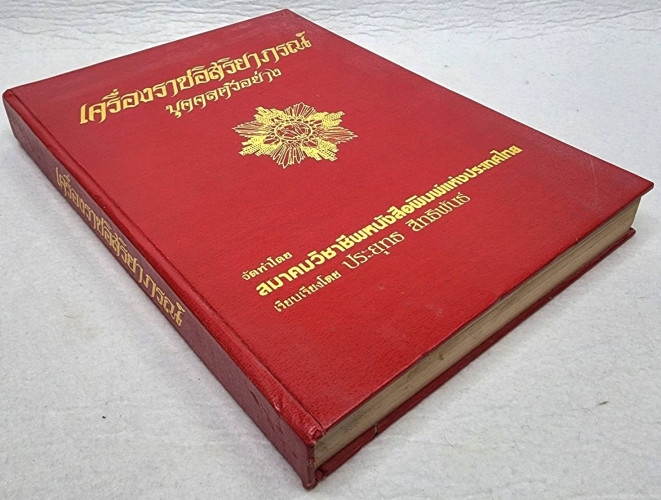 เครื่องราชอิสริยาภรณ์
บุคคลตัวอย่าง
จัดทำโดย
สมาคมวิชาชีพหนังสือพิมพ์แห่งประเทศไทย
เรียบเรียงโดย ประยุทธ สิทธิพันธ์
เครื่องราชอิสริยาภรณ์